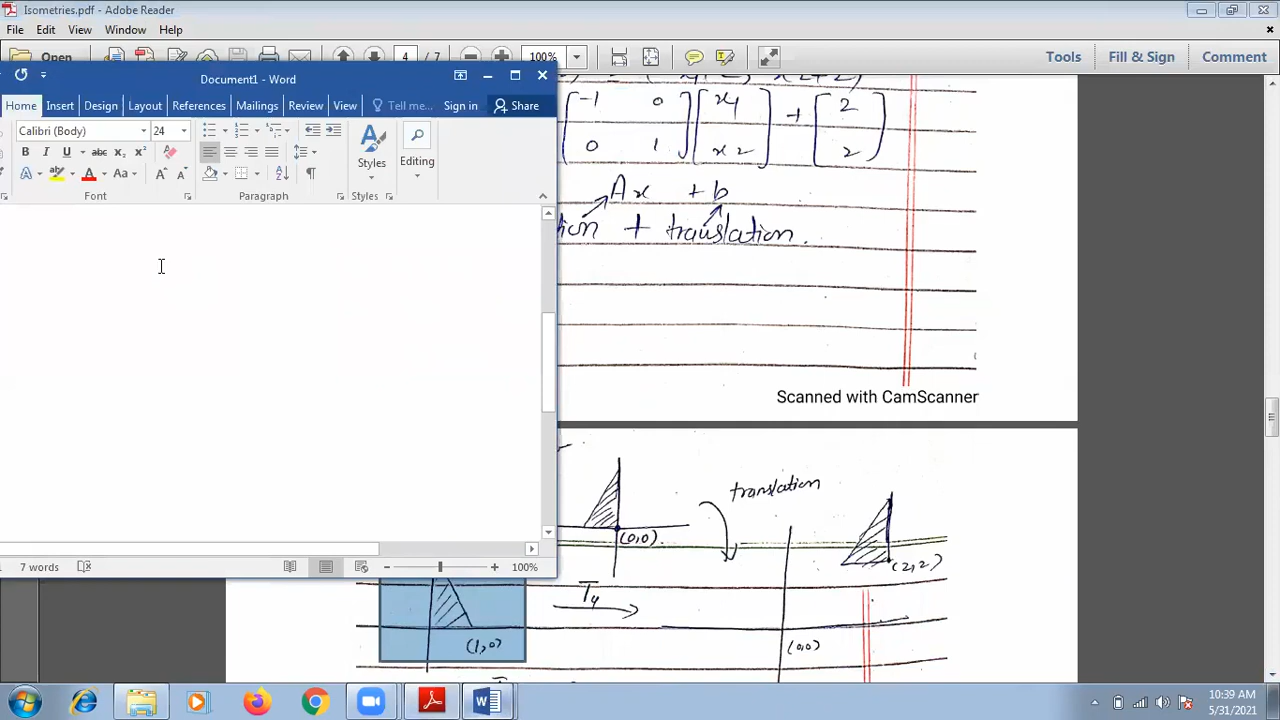 Isometries.pdf - Adobe Reader
File Edit View Window Help
Open 4 / 7 100% Tools Fill & Sign Comment
Document1 - Word
Home Insert Design Layout References Mailings Review View Tell me... Sign in Share
24
Styles Editing
Font Paragraph Styles
[-1 0 0 1] [x1 x2] + [2 2]
Ax + b
tion + translation.
Scanned with CamScanner
translation
(0,0)
(2,2)
T4
(1,0)
(0,0)
7 words 100%
10:39 AM
5/31/2021